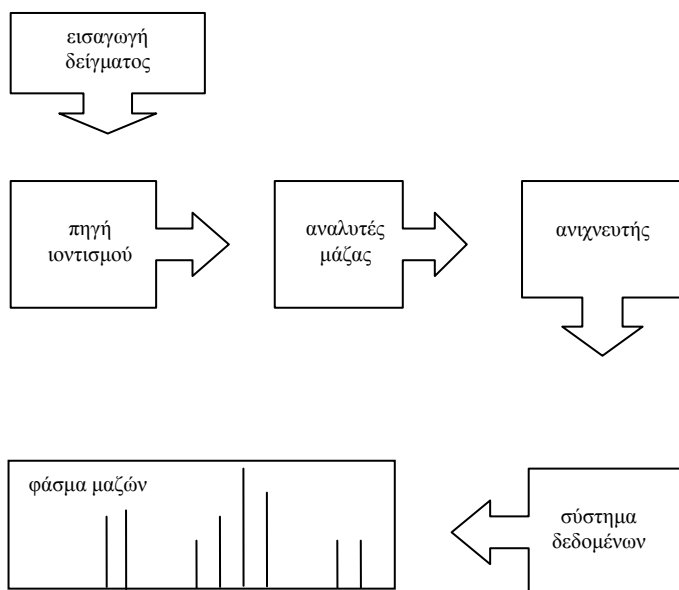 εισαγωγή
δείγματος
πηγή
ιοντισμού
αναλυτές
μάζας
ανιχνευτής
φάσμα μαζών
σύστημα
δεδομένων